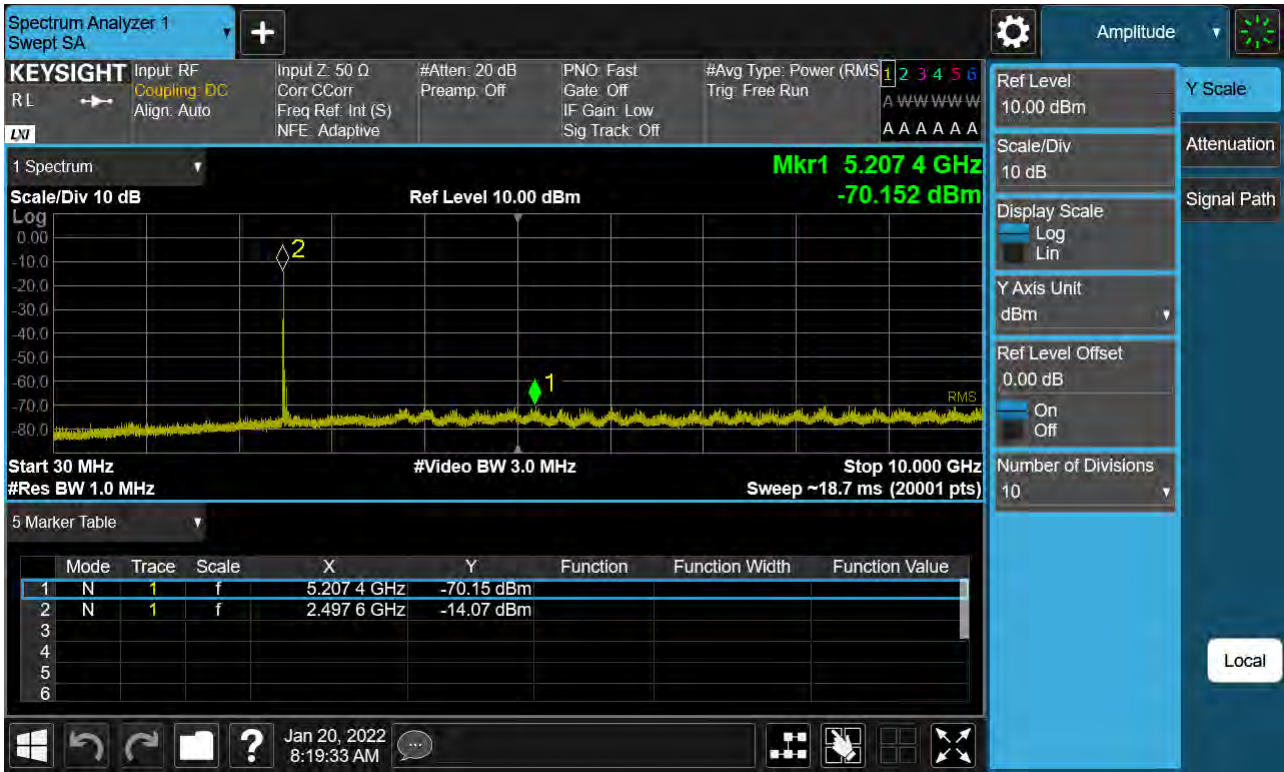 Spectrum Analyzer 1
Swept SA
+
Amplitude
KEYSIGHT
RL
LXI
Input: RF
Coupling: DC
Align: Auto
Input Z: 50 Ω
Corr CCorr
Freq Ref: Int (S)
NFE: Adaptive
#Atten: 20 dB
Preamp: Off
PNO: Fast
Gate: Off
IF Gain: Low
Sig Track: Off
#Avg Type: Power (RMS
Trig: Free Run
1 2 3 4 5 6
A W W W W W
A A A A A A
1 Spectrum
Mkr1 5.207 4 GHz
-70.152 dBm
Scale/Div 10 dB
Ref Level 10.00 dBm
Log
0.00
-10.0
-20.0
-30.0
-40.0
-50.0
-60.0
-70.0
-80.0
2
1
RMS
Start 30 MHz
#Video BW 3.0 MHz
Stop 10.000 GHz
#Res BW 1.0 MHz
Sweep ~18.7 ms (20001 pts)
5 Marker Table
Mode Trace Scale X Y Function Function Width Function Value
1 N 1 f 5.207 4 GHz -70.15 dBm
2 N 1 f 2.497 6 GHz -14.07 dBm
3
4
5
6
Ref Level
10.00 dBm
Scale/Div
10 dB
Display Scale
Log
Lin
Y Axis Unit
dBm
Ref Level Offset
0.00 dB
On
Off
Number of Divisions
10
Y Scale
Attenuation
Signal Path
Local
?
Jan 20, 2022
8:19:33 AM